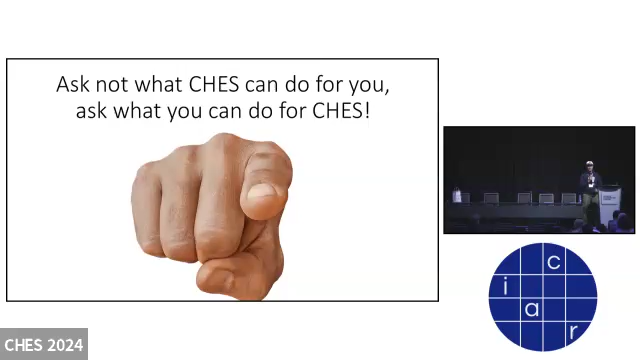 Ask not what CHES can do for you,
ask what you can do for CHES!
c
i
a
r
CHES 2024